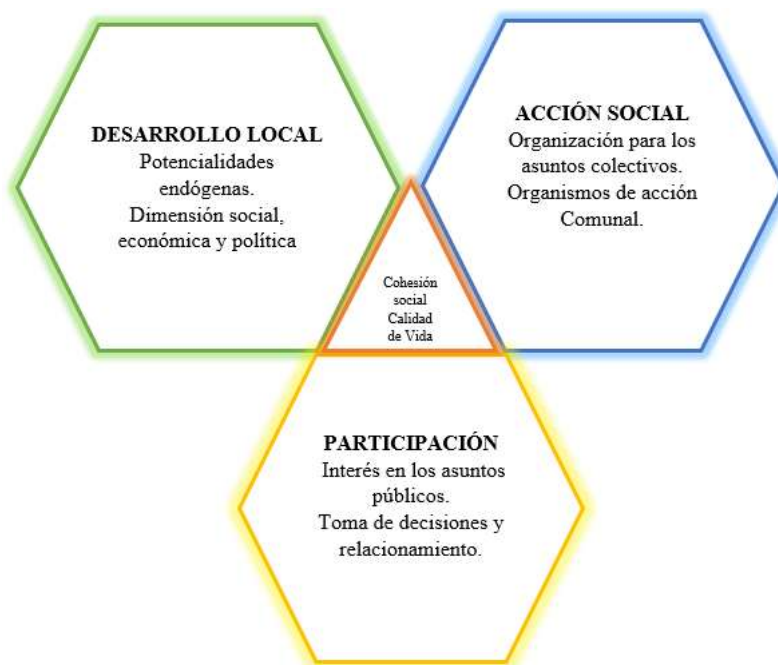 DESARROLLO LOCAL
Potencialidades
endógenas.
Dimensión social,
económica y política
ACCIÓN SOCIAL
Organización para los
asuntos colectivos.
Organismos de acción
Comunal.
Cohesión
social
Calidad
de Vida
PARTICIPACIÓN
Interés en los asuntos
públicos.
Toma de decisiones y
relacionamiento.